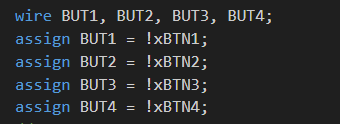 wire BUT1, BUT2, BUT3, BUT4;
assign BUT1 = !xBTN1;
assign BUT2 = !xBTN2;
assign BUT3 = !xBTN3;
assign BUT4 = !xBTN4;